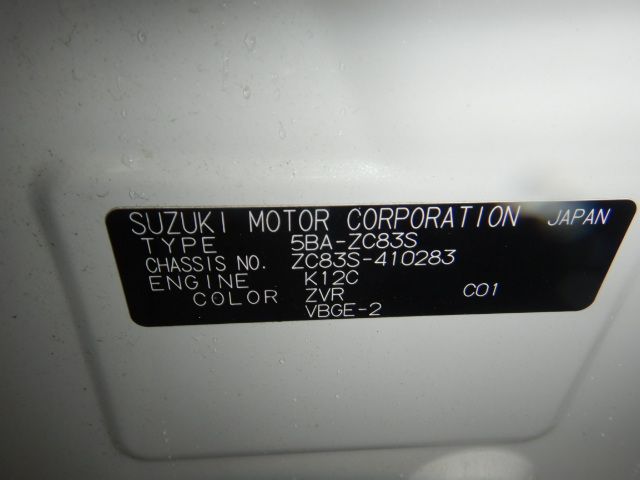 SUZUKI MOTOR CORPORATION JAPAN
TYPE 5BA-ZC83S
CHASSIS NO. ZC83S-410283
ENGINE K12C
COLOR ZVR C01
VBGE-2